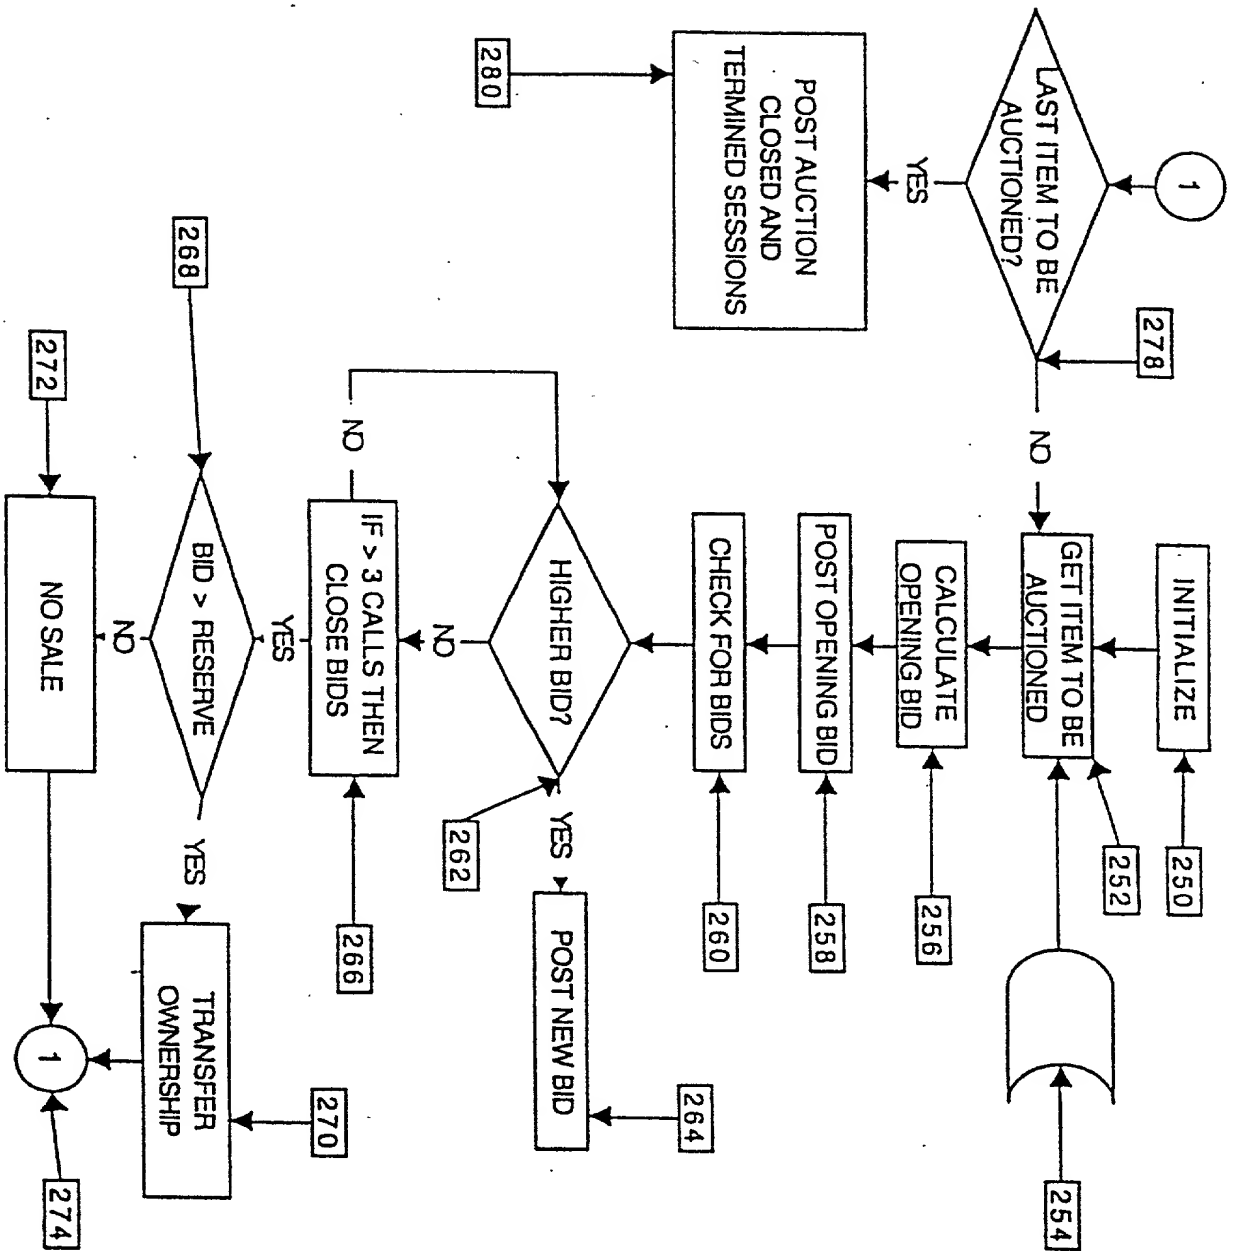 INITIALIZE
250
GET ITEM TO BE
AUCTIONED
252
254
CALCULATE
OPENING BID
256
POST OPENING BID
258
CHECK FOR BIDS
260
HIGHER BID?
262
YES
POST NEW BID
264
NO
IF > 3 CALLS THEN
CLOSE BIDS
266
NO
YES
BID > RESERVE
268
YES
TRANSFER
OWNERSHIP
270
NO
NO SALE
272
1
274
1
LAST ITEM TO BE
AUCTIONED?
278
NO
YES
POST AUCTION
CLOSED AND
TERMINED SESSIONS
280